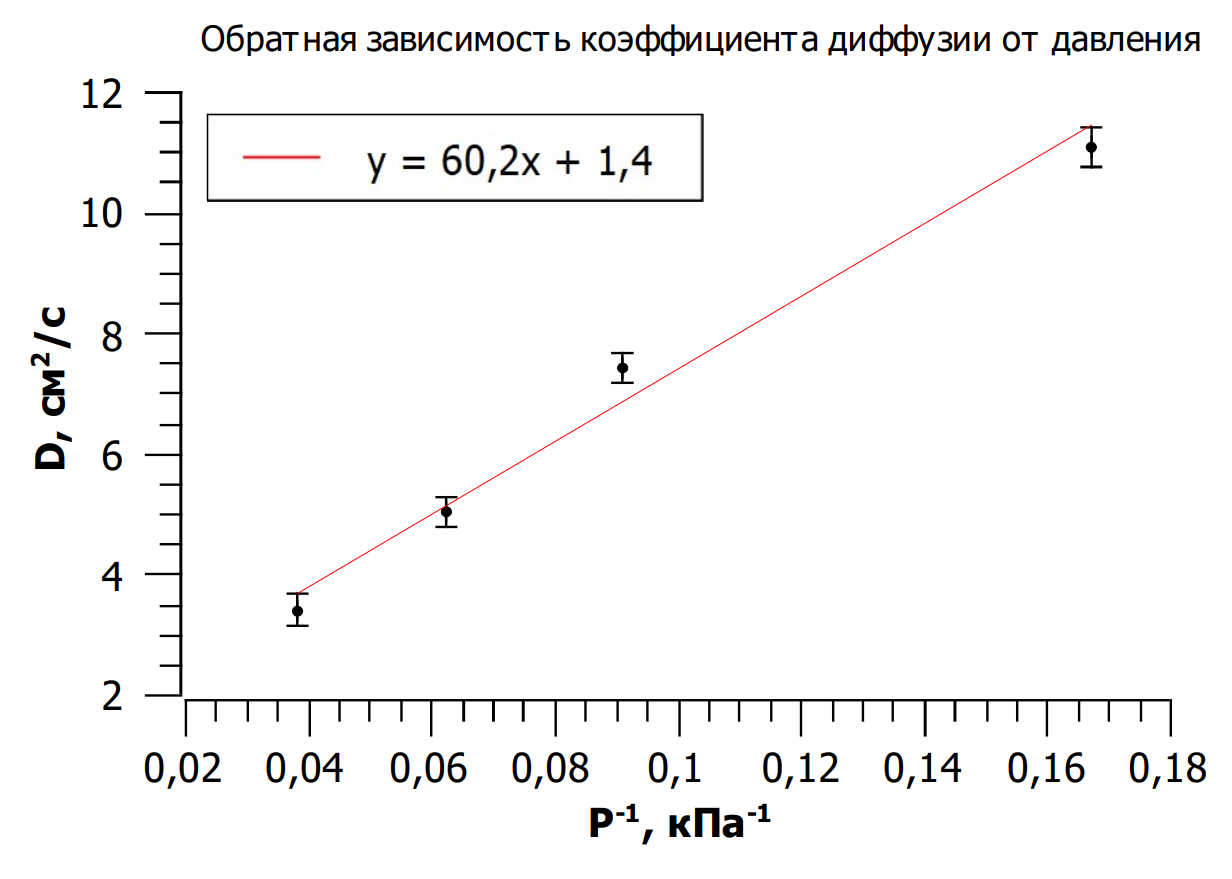 Обратная зависимость коэффициента диффузии от давления
y = 60,2x + 1,4
12
10
8
6
4
2
D, см²/с
0,02 0,04 0,06 0,08 0,1 0,12 0,14 0,16 0,18
P⁻¹, кПа⁻¹